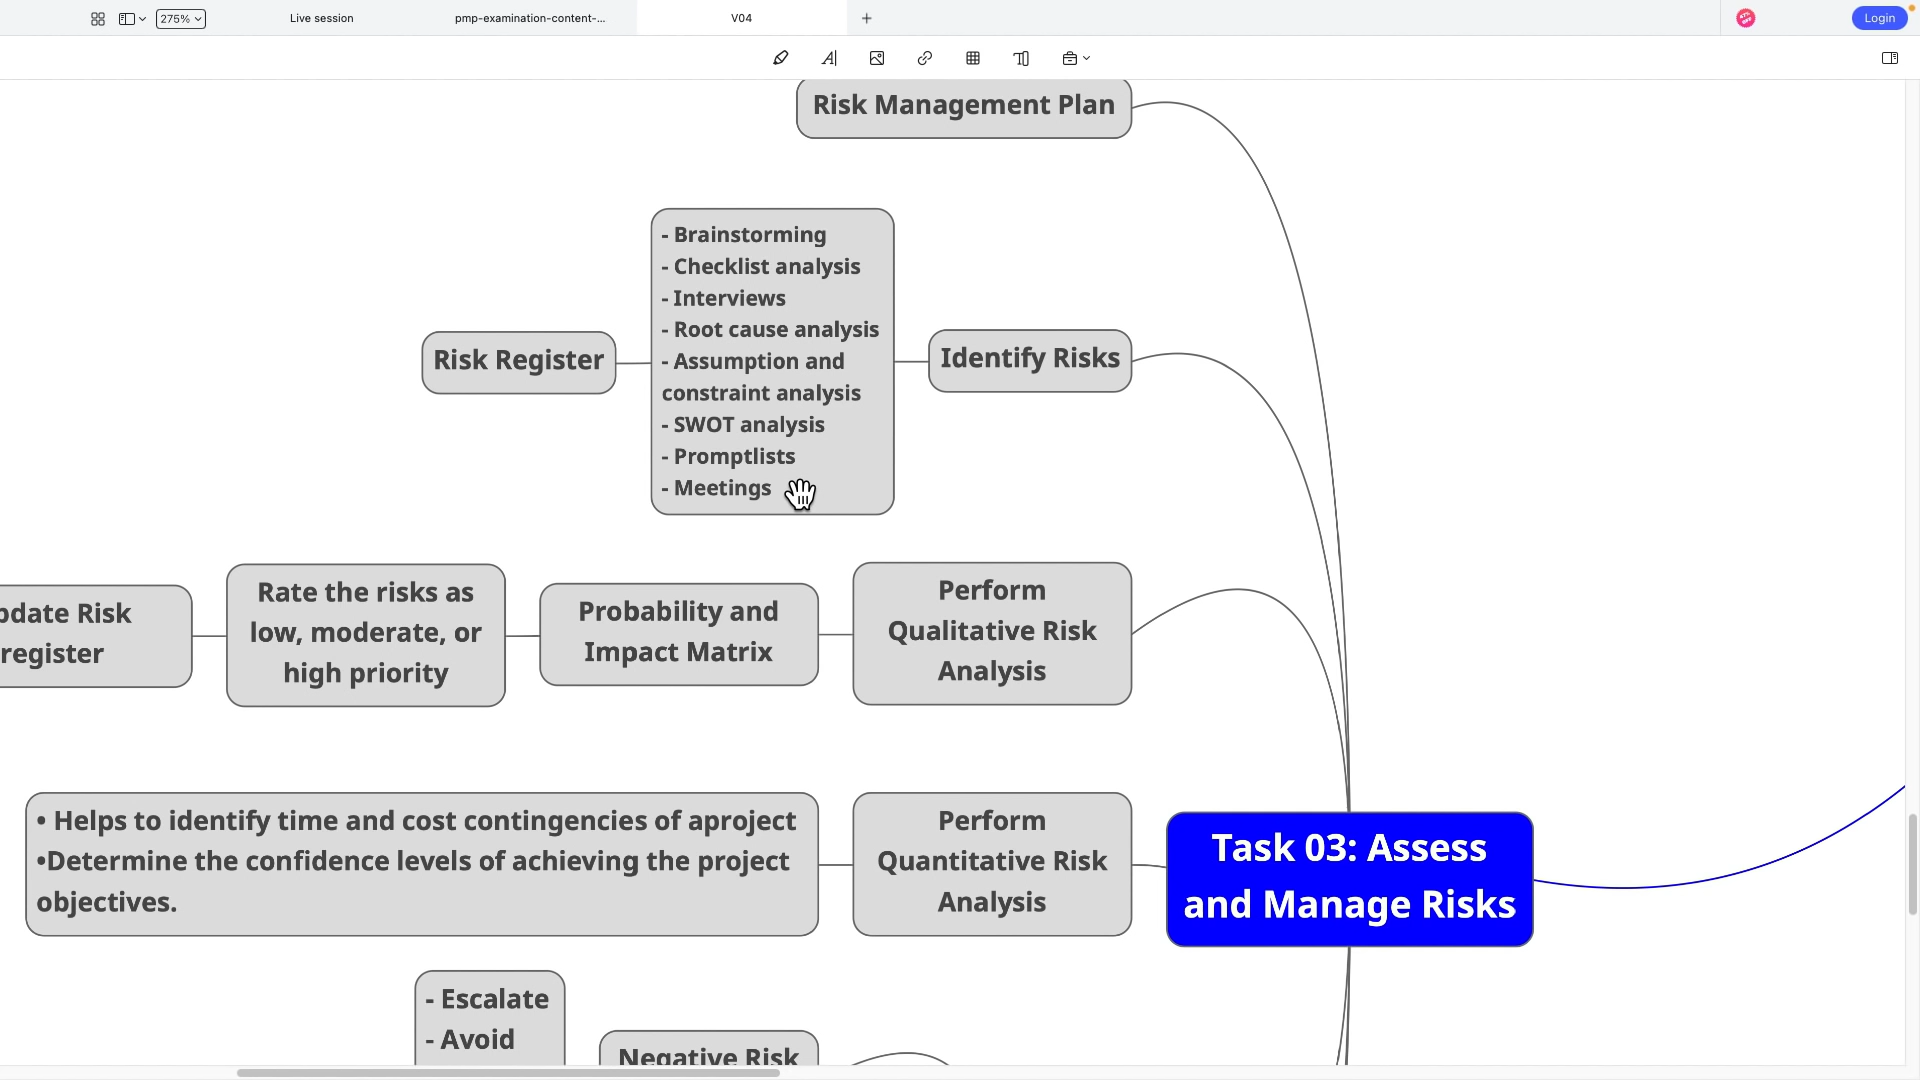 275%
Live session
pmp-examination-content-...
V04
Login
Risk Management Plan
- Brainstorming
- Checklist analysis
- Interviews
- Root cause analysis
- Assumption and
constraint analysis
- SWOT analysis
- Promptlists
- Meetings
Risk Register
Identify Risks
pdate Risk
register
Rate the risks as
low, moderate, or
high priority
Probability and
Impact Matrix
Perform
Qualitative Risk
Analysis
• Helps to identify time and cost contingencies of aproject
•Determine the confidence levels of achieving the project
objectives.
Perform
Quantitative Risk
Analysis
Task 03: Assess
and Manage Risks
- Escalate
- Avoid
Negative Risk